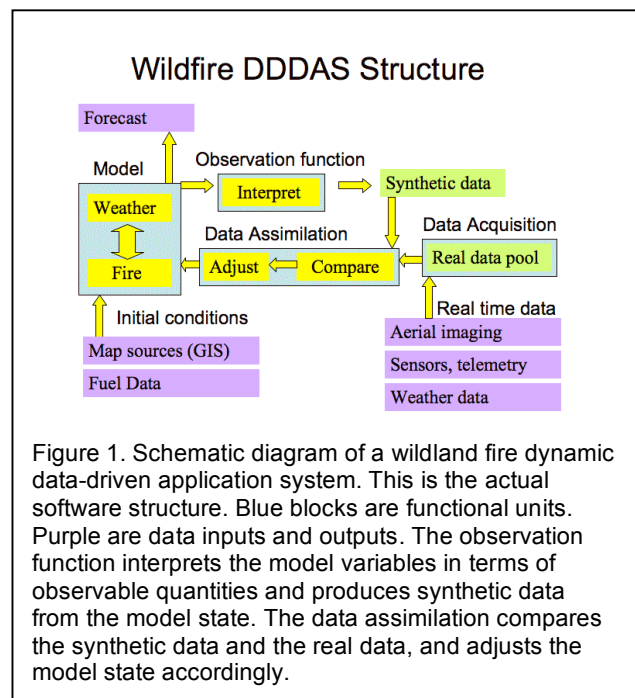 Wildfire DDDAS Structure
Forecast
Model
Observation function
Interpret
Synthetic data
Weather
Data Assimilation
Data Acquisition
Fire
Adjust
Compare
Real data pool
Initial conditions
Real time data
Map sources (GIS)
Aerial imaging
Fuel Data
Sensors, telemetry
Weather data
Figure 1. Schematic diagram of a wildland fire dynamic
data-driven application system. This is the actual
software structure. Blue blocks are functional units.
Purple are data inputs and outputs. The observation
function interprets the model variables in terms of
observable quantities and produces synthetic data
from the model state. The data assimilation compares
the synthetic data and the real data, and adjusts the
model state accordingly.